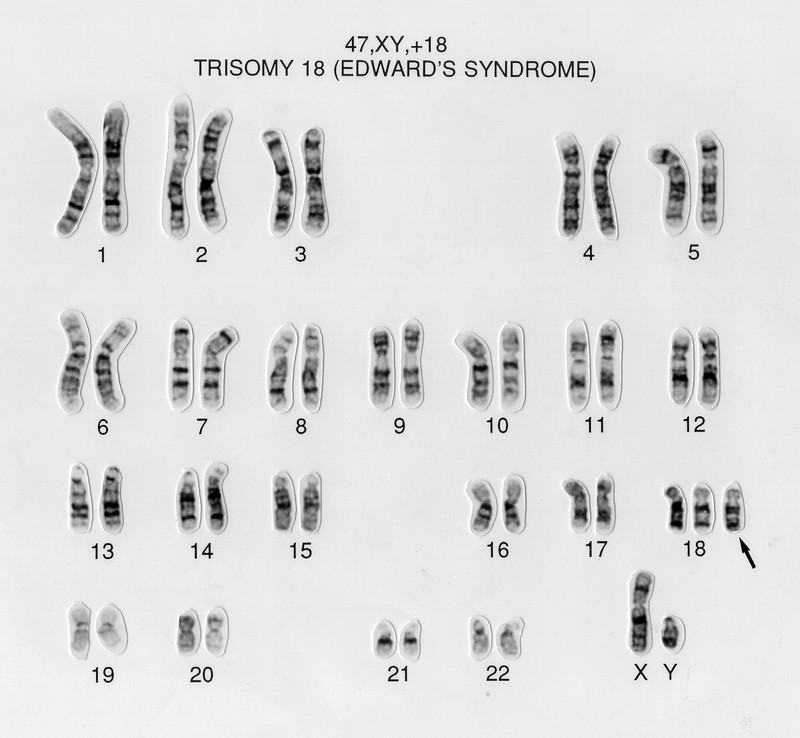 47,XY,+18
TRISOMY 18 (EDWARD'S SYNDROME)
1 2 3 4 5
6 7 8 9 10 11 12
13 14 15 16 17 18
19 20 21 22 X Y